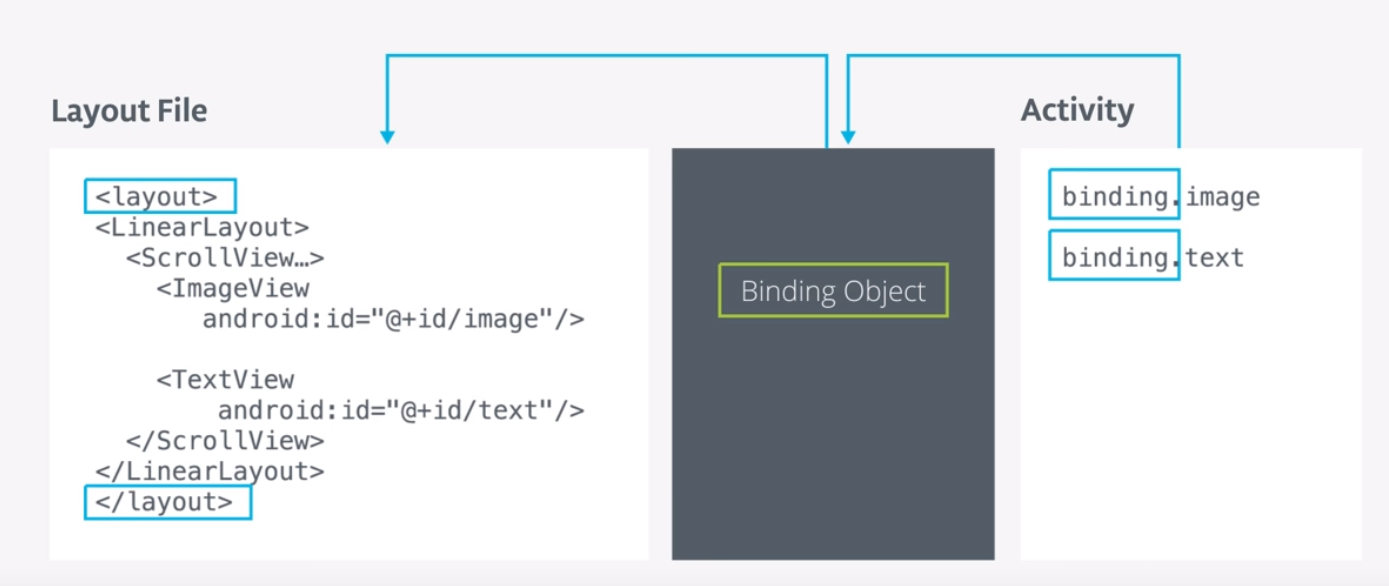 Layout File
<layout>
<LinearLayout>
<ScrollView…>
<ImageView
android:id="@+id/image"/>
<TextView
android:id="@+id/text"/>
</ScrollView>
</LinearLayout>
</layout>
Binding Object
Activity
binding.image
binding.text